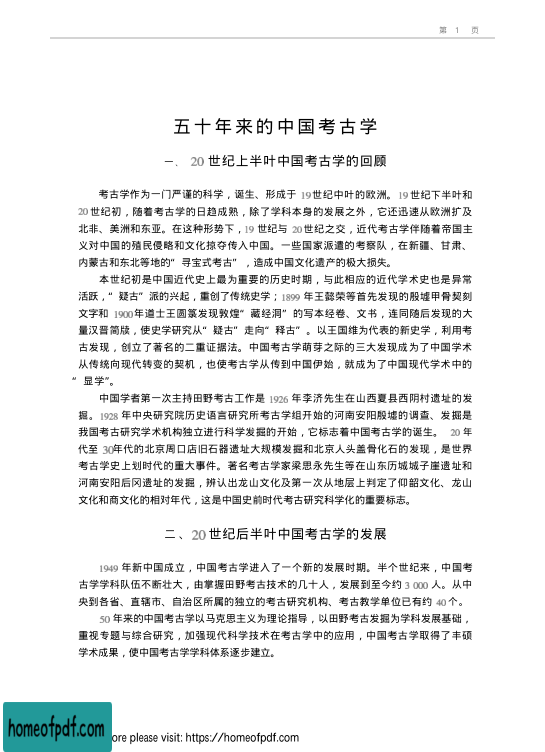 第 1 页
五十年来的中国考古学
一、 20 世纪上半叶中国考古学的回顾
考古学作为一门严谨的科学，诞生、形成于 19 世纪中叶的欧洲。19 世纪下半叶和
20 世纪初，随着考古学的日趋成熟，除了学科本身的发展之外，它还迅速从欧洲扩及
北非、美洲和东亚。在这种形势下，19 世纪与 20 世纪之交，近代考古学伴随着帝国主
义对中国的殖民侵略和文化掠夺传入中国。一些国家派遣的考察队，在新疆、甘肃、
内蒙古和东北等地的“寻宝式考古”，造成中国文化遗产的极大损失。
本世纪初是中国近代史上最为重要的历史时期，与此相应的近代学术史也是异常
活跃，“疑古”派的兴起，重创了传统史学；1899 年王懿荣等首先发现的殷墟甲骨契刻
文字和 1900年道士王圆箓发现敦煌“藏经洞”的写本经卷、文书，连同随后发现的大
量汉晋简牍，使史学研究从“疑古”走向“释古”。以王国维为代表的新史学，利用考
古发现，创立了著名的二重证据法。中国考古学萌芽之际的三大发现成为了中国学术
从传统向现代转变的契机，也使考古学从传到中国伊始，就成为了中国现代学术中的
“显学”。
中国学者第一次主持田野考古工作是 1926 年李济先生在山西夏县西阴村遗址的发
掘。1928 年中央研究院历史语言研究所考古学组开始的河南安阳殷墟的调查、发掘是
我国考古研究学术机构独立进行科学发掘的开始，它标志着中国考古学的诞生。 20 年
代至 30年代的北京周口店旧石器遗址大规模发掘和北京人头盖骨化石的发现，是世界
考古学史上划时代的重大事件。著名考古学家梁思永先生等在山东历城城子崖遗址和
河南安阳后冈遗址的发掘，辨认出龙山文化及第一次从地层上判定了仰韶文化、龙山
文化和商文化的相对年代，这是中国史前时代考古研究科学化的重要标志。
二、20 世纪后半叶中国考古学的发展
1949 年新中国成立，中国考古学进入了一个新的发展时期。半个世纪来，中国考
古学学科队伍不断壮大，由掌握田野考古技术的几十人，发展到至今约 3 000 人。从中
央到各省、直辖市、自治区所属的独立的考古研究机构、考古教学单位已有约 40 个。
50 年来的中国考古学以马克思主义为理论指导，以田野考古发掘为学科发展基础，
重视专题与综合研究，加强现代科学技术在考古学中的应用，中国考古学取得了丰硕
学术成果，使中国考古学学科体系逐步建立。
homeofpdf.com
ore please visit: https://homeofpdf.com